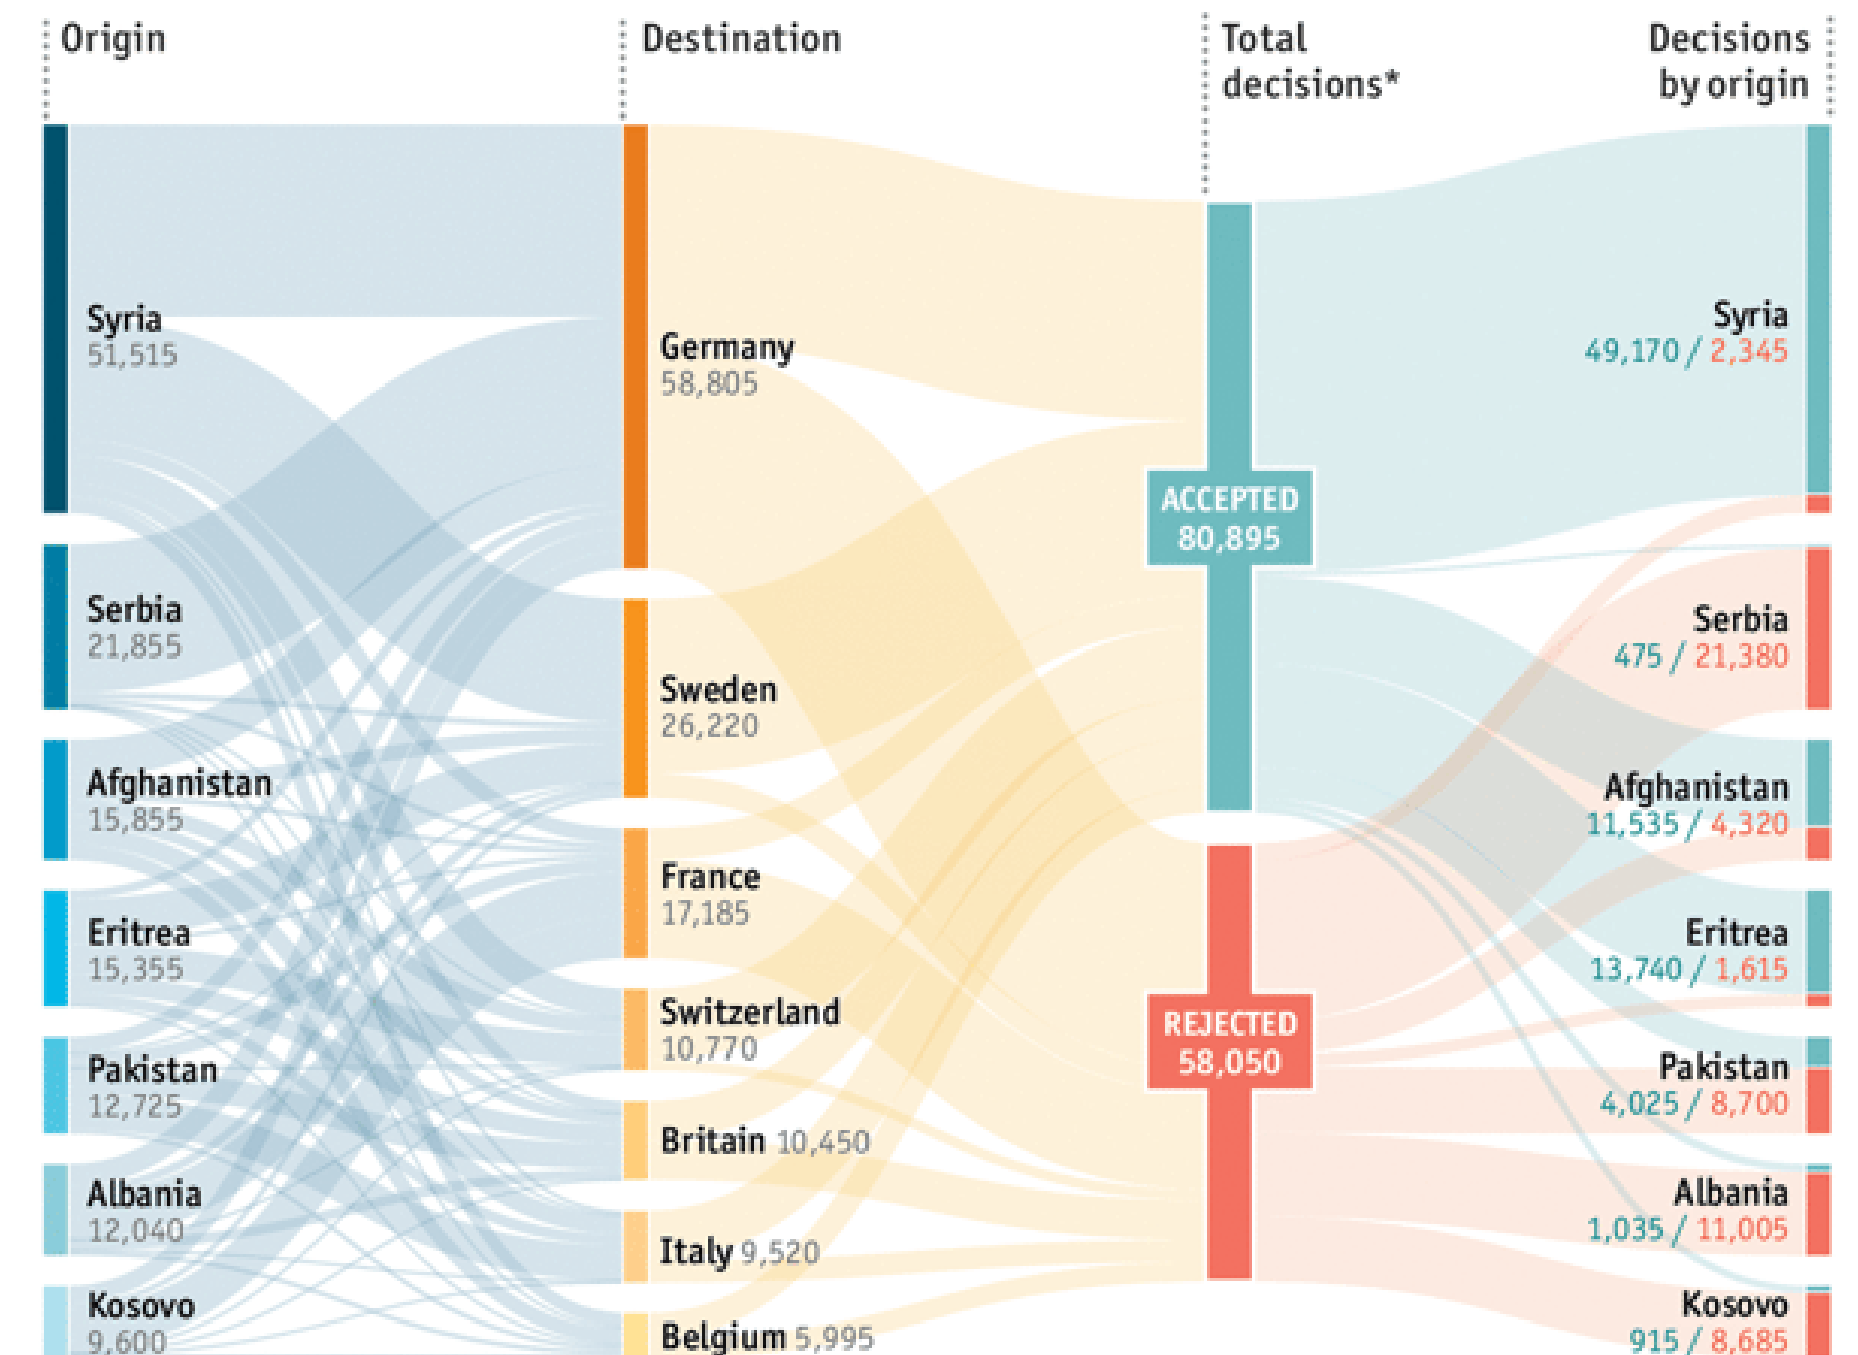 Origin
Destination
Total
decisions*
Decisions
by origin
Syria
51,515
Serbia
21,855
Afghanistan
15,855
Eritrea
15,355
Pakistan
12,725
Albania
12,040
Kosovo
9,600
Germany
58,805
Sweden
26,220
France
17,185
Switzerland
10,770
Britain 10,450
Italy 9,520
Belgium 5,995
ACCEPTED
80,895
REJECTED
58,050
Syria
49,170 / 2,345
Serbia
475 / 21,380
Afghanistan
11,535 / 4,320
Eritrea
13,740 / 1,615
Pakistan
4,025 / 8,700
Albania
1,035 / 11,005
Kosovo
915 / 8,685